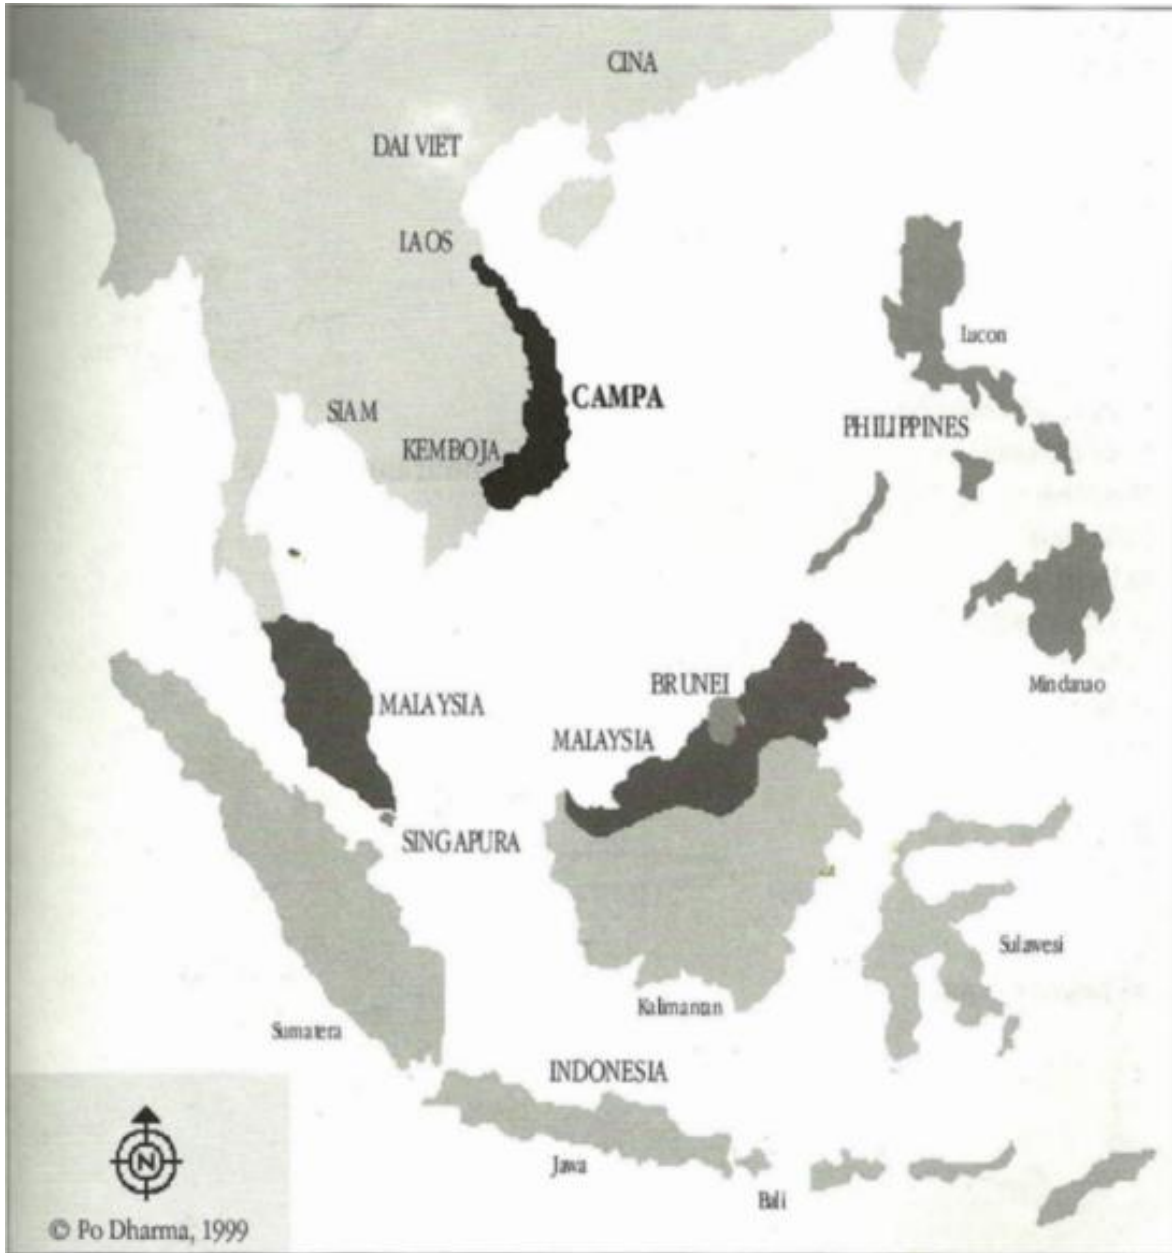 CINA
DAI VIET
LAOS
Lucon
CAMPA
SIAM
PHILIPPINES
KEMBOJA
BRUNEI
Mindanao
MALAYSIA
MALAYSIA
SINGAPURA
Sulawesi
Kalimantan
Sumatera
INDONESIA
Jawa
Bali
N
© Po Dharma, 1999